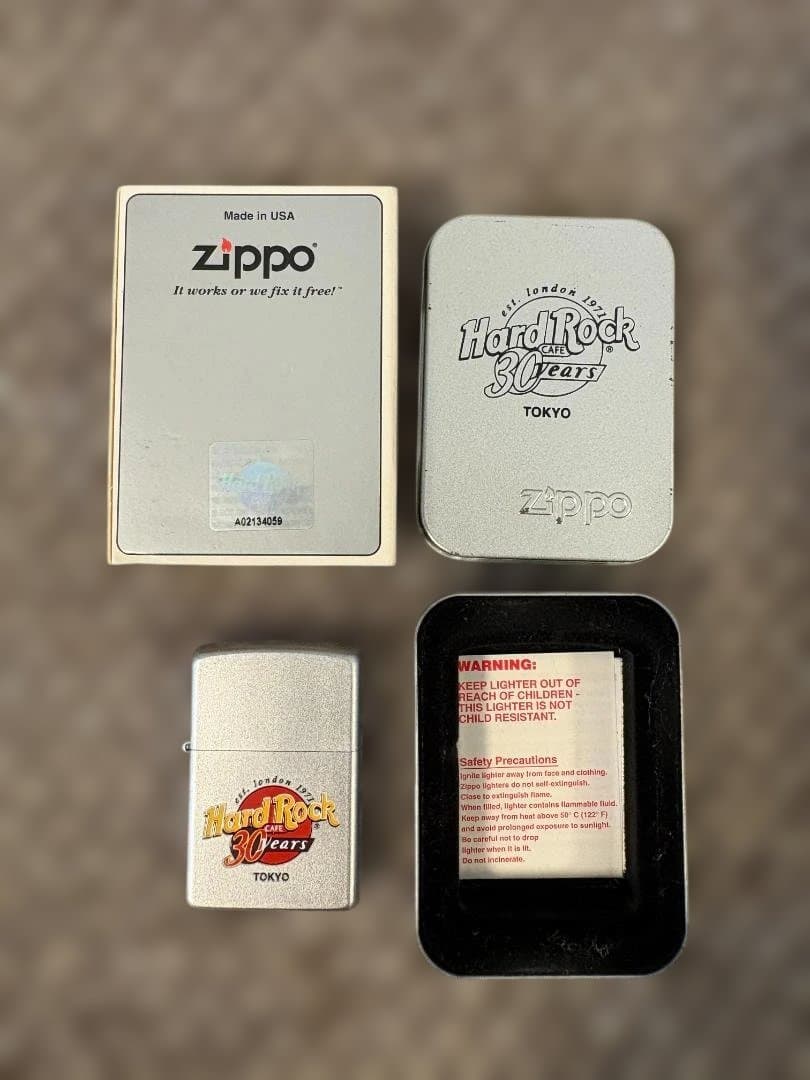 Made in USA
zippo®
It works or we fix it free!™
Hard Rock
A02134059
est. london 1971
Hard Rock
®
CAFE
30 years
TOKYO
zippo
est. london 1971
Hard Rock
®
CAFE
30 years
TOKYO
WARNING:
KEEP LIGHTER OUT OF
REACH OF CHILDREN -
THIS LIGHTER IS NOT
CHILD RESISTANT.
Safety Precautions
Ignite lighter away from face and clothing.
Zippo lighters do not self-extinguish.
Close to extinguish flame.
When filled, lighter contains flammable fluid.
Keep away from heat above 50° C (122° F)
and avoid prolonged exposure to sunlight.
Be careful not to drop
lighter when it is lit.
Do not incinerate.